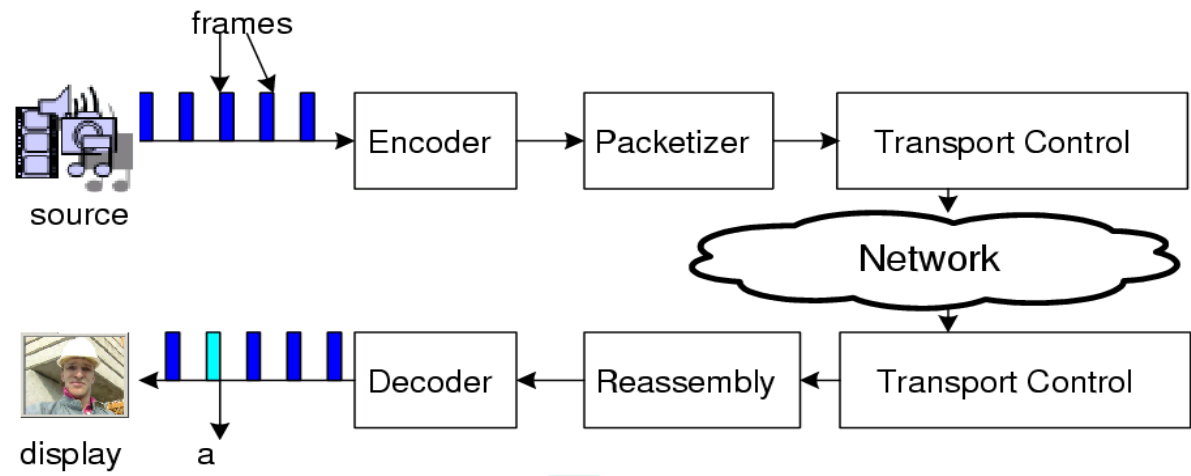 frames
Encoder
Packetizer
Transport Control
source
Network
Decoder
Reassembly
Transport Control
display
a